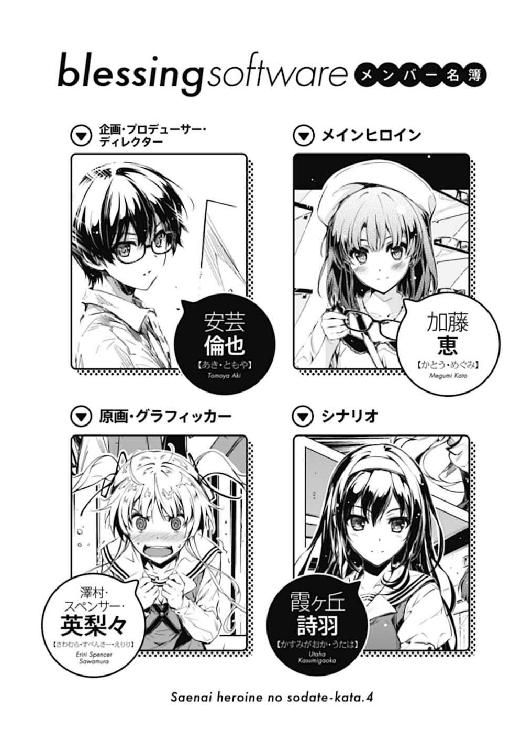 blessingsoftware メンバー名簿
企画・プロデューサー・
ディレクター
安芸
倫也
【あき・ともや】
Tomoya Aki
メインヒロイン
加藤
恵
【かとう・めぐみ】
Megumi Kato
原画・グラフィッカー
澤村・
スペンサー・
英梨々
【さわむら・すぺんさー・えりり】
Eriri Spencer
Sawamura
シナリオ
霞ヶ丘
詩羽
【かすみがおか・うたは】
Utaha
Kasumigaoka
Saenai heroine no sodate-kata.4